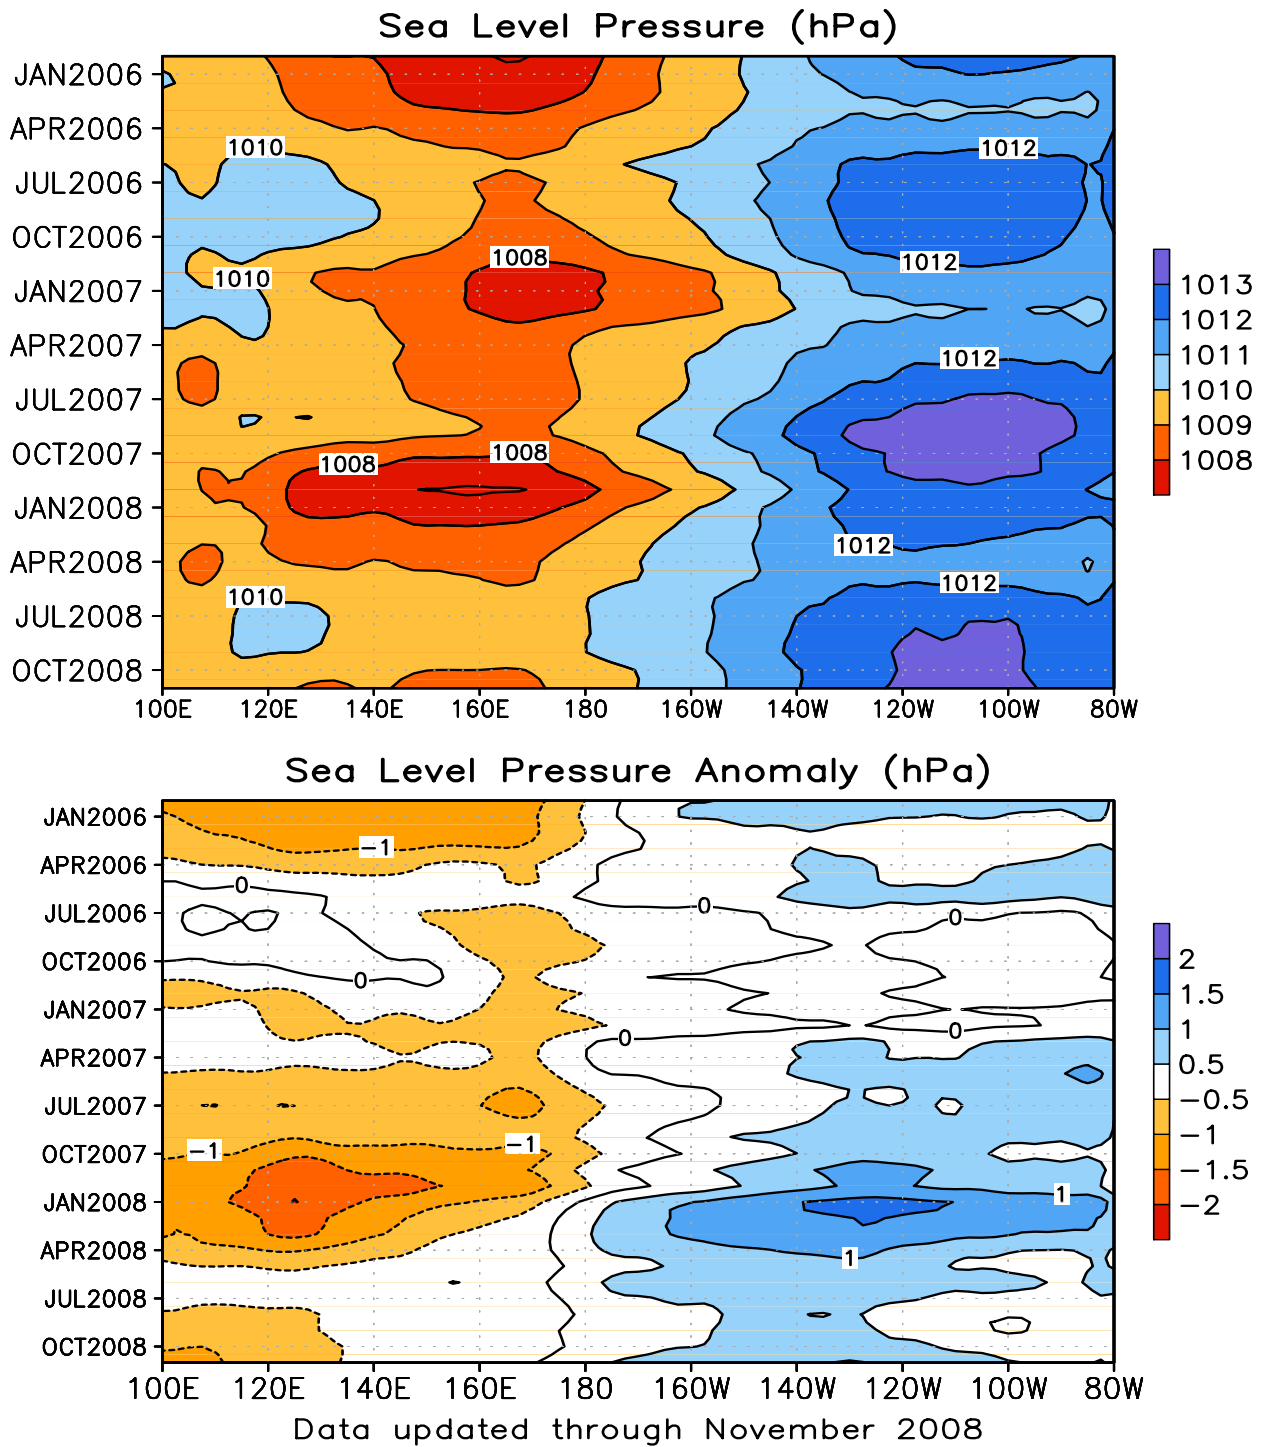 Sea Level Pressure (hPa)
JAN2006
APR2006
1010
1012
JUL2006
OCT2006
1008
1012
1010
JAN2007
APR2007
1012
JUL2007
OCT2007
1008
1008
JAN2008
1012
APR2008
1012
1010
JUL2008
OCT2008
100E 120E 140E 160E 180 160W 140W 120W 100W 80W
1013
1012
1011
1010
1009
1008
Sea Level Pressure Anomaly (hPa)
JAN2006
−1
APR2006
0
0
JUL2006
0
OCT2006
0
JAN2007
0
0
APR2007
JUL2007
−1
−1
OCT2007
1
JAN2008
APR2008
1
JUL2008
OCT2008
100E 120E 140E 160E 180 160W 140W 120W 100W 80W
2
1.5
1
0.5
−0.5
−1
−1.5
−2
Data updated through November 2008